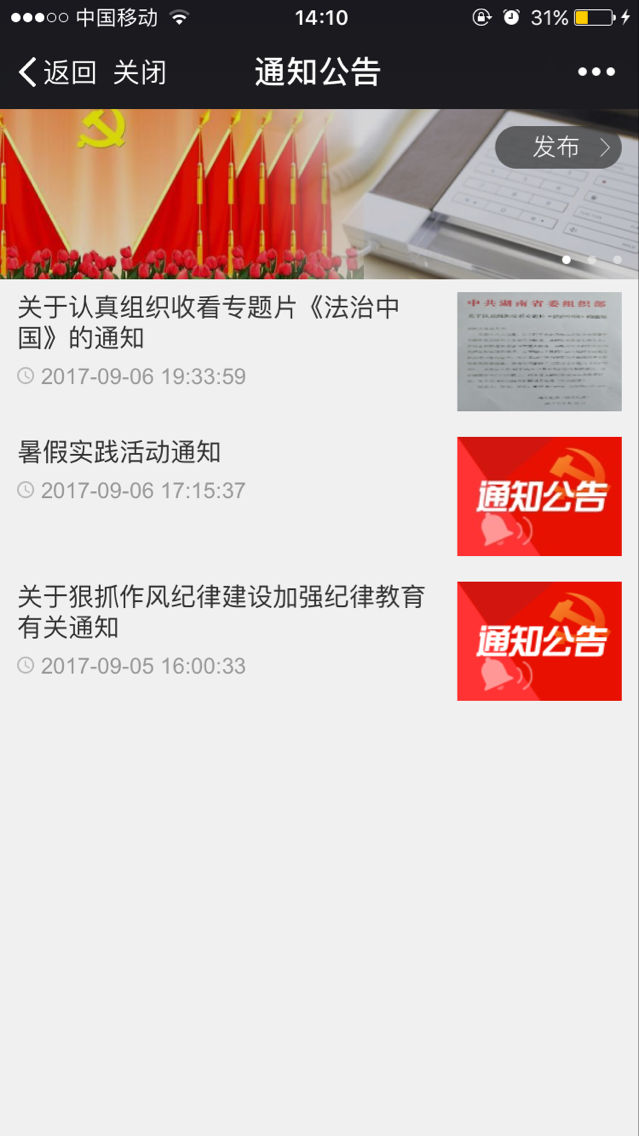 中国移动
14:10
31%
返回 关闭
通知公告
发布
关于认真组织收看专题片《法治中
国》的通知
2017-09-06 19:33:59
中共湖南省委组织部
暑假实践活动通知
2017-09-06 17:15:37
通知公告
关于狠抓作风纪律建设加强纪律教育
有关通知
2017-09-05 16:00:33
通知公告